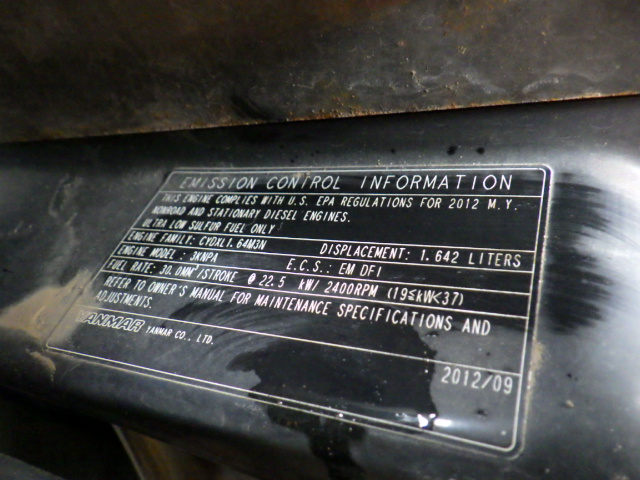 EMISSION CONTROL INFORMATION
THIS ENGINE COMPLIES WITH U.S. EPA REGULATIONS FOR 2012 M.Y.
NONROAD AND STATIONARY DIESEL ENGINES.
ULTRA LOW SULFUR FUEL ONLY
ENGINE FAMILY: CYDXL1.64M3N DISPLACEMENT: 1.642 LITERS
ENGINE MODEL: 3KNPA E.C.S.: EM DFI
FUEL RATE: 30.0MM³/STROKE @ 22.5 kW/ 2400RPM (19≤kW<37)
REFER TO OWNER'S MANUAL FOR MAINTENANCE SPECIFICATIONS AND
ADJUSTMENTS.
YANMAR YANMAR CO., LTD.
2012/09